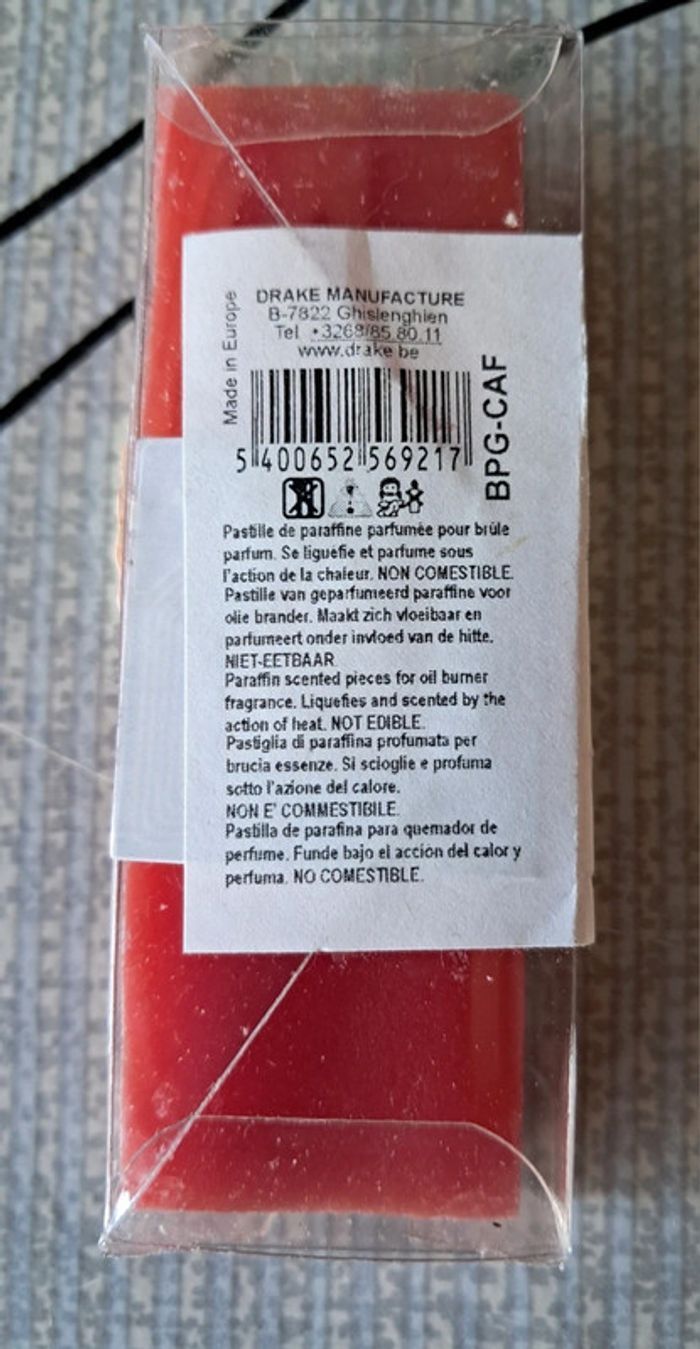 Made in Europe
DRAKE MANUFACTURE
B-7822 Ghislenghien
Tel +3268/85.80.11
www.drake.be
5 400652 569217
BPG-CAF
Pastille de paraffine parfumée pour brûle
parfum. Se liguefie et parfume sous
l'action de la chaleur. NON COMESTIBLE.
Pastille van geparfumeerd paraffine voor
olie brander. Maakt zich vloeibaar en
parfumeert onder invloed van de hitte.
NIET-EETBAAR
Paraffin scented pieces for oil burner
fragrance. Liquefies and scented by the
action of heat. NOT EDIBLE.
Pastiglia di paraffina profumata per
brucia essenze. Si scioglie e profuma
sotto l'azione del calore.
NON E' COMMESTIBILE.
Pastilla de parafina para quemador de
perfume. Funde bajo el accion del calor y
perfuma. NO COMESTIBLE.